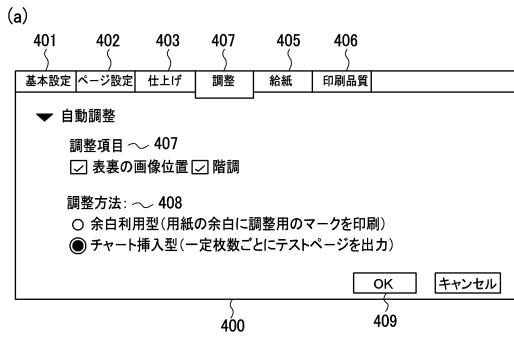 (a)
401 402 403 407 405 406
基本設定 ページ設定 仕上げ 調整 給紙 印刷品質
▼ 自動調整
調整項目 ～ 407
☑ 表裏の画像位置 ☑ 階調
調整方法: ～ 408
○ 余白利用型(用紙の余白に調整用のマークを印刷)
◉ チャート挿入型(一定枚数ごとにテストページを出力)
OK キャンセル
400 409